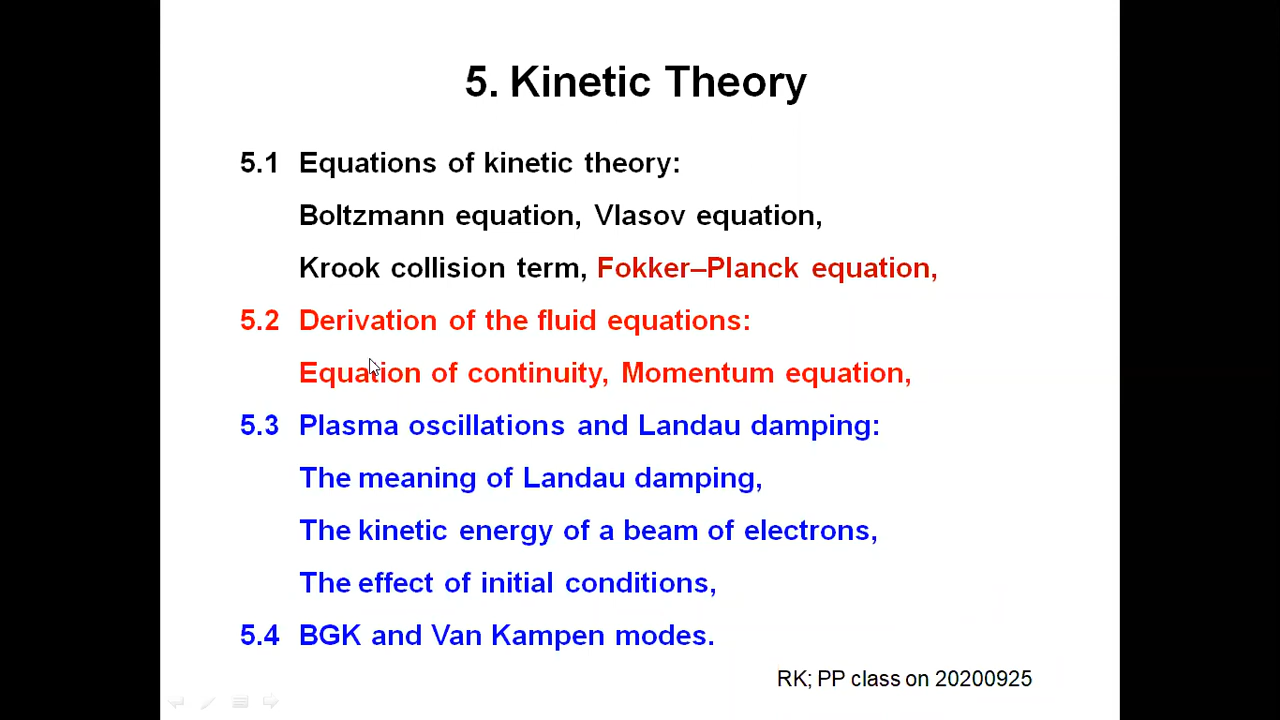 5. Kinetic Theory
5.1 Equations of kinetic theory:
Boltzmann equation, Vlasov equation,
Krook collision term, Fokker–Planck equation,
5.2 Derivation of the fluid equations:
Equation of continuity, Momentum equation,
5.3 Plasma oscillations and Landau damping:
The meaning of Landau damping,
The kinetic energy of a beam of electrons,
The effect of initial conditions,
5.4 BGK and Van Kampen modes.
RK; PP class on 20200925